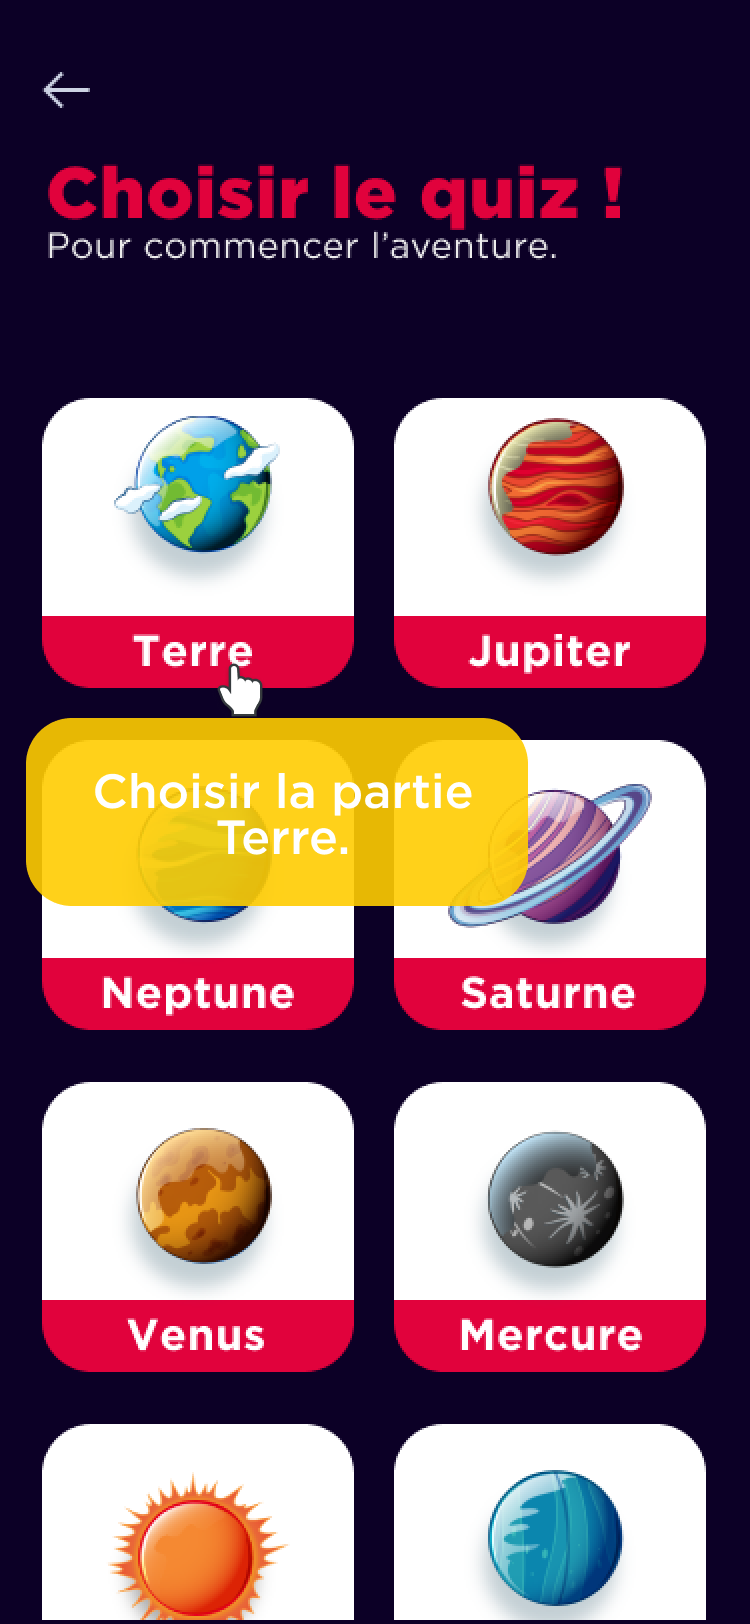 Choisir le quiz !
Pour commencer l'aventure.
Terre
Jupiter
Choisir la partie
Terre.
Neptune
Saturne
Venus
Mercure